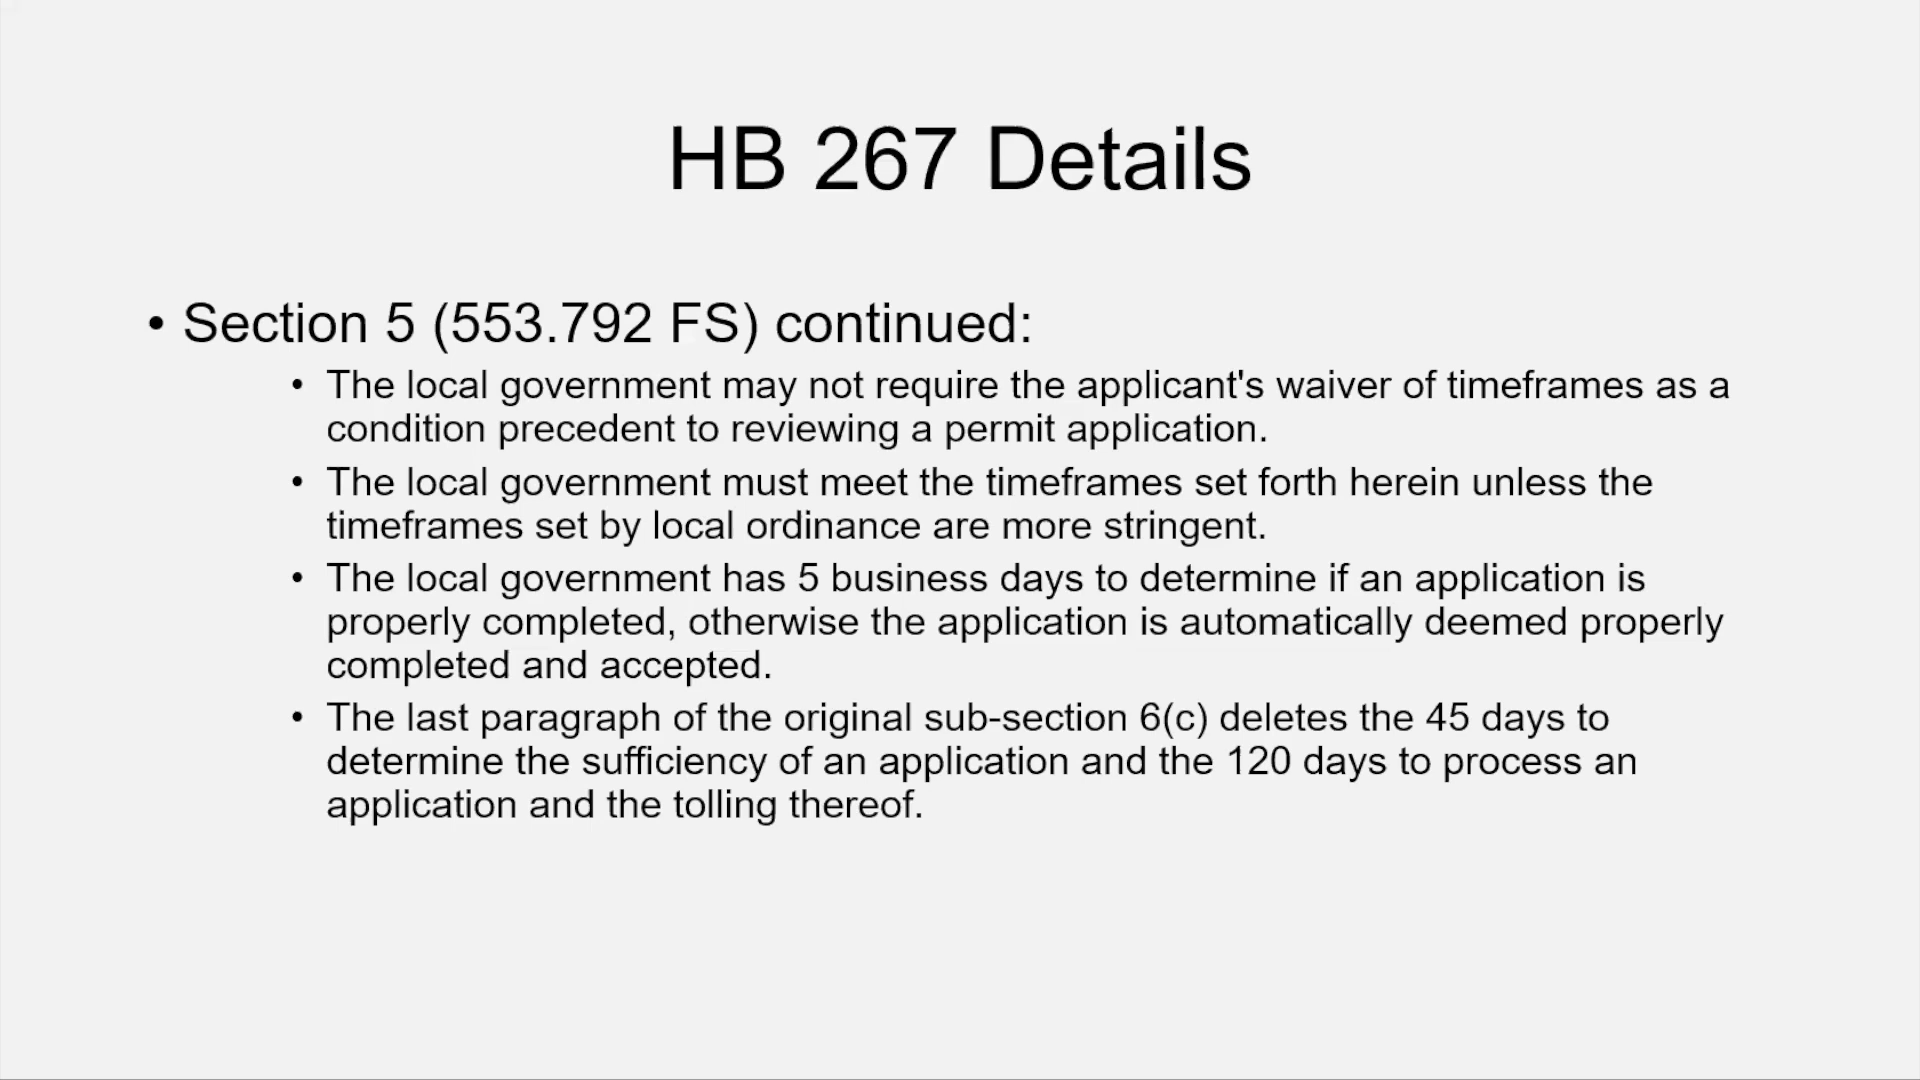 HB 267 Details
• Section 5 (553.792 FS) continued:
• The local government may not require the applicant's waiver of timeframes as a
condition precedent to reviewing a permit application.
• The local government must meet the timeframes set forth herein unless the
timeframes set by local ordinance are more stringent.
• The local government has 5 business days to determine if an application is
properly completed, otherwise the application is automatically deemed properly
completed and accepted.
• The last paragraph of the original sub-section 6(c) deletes the 45 days to
determine the sufficiency of an application and the 120 days to process an
application and the tolling thereof.